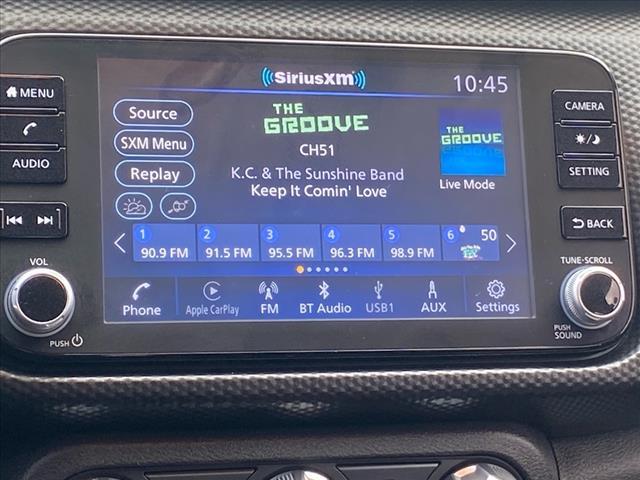 SiriusXM
10:45
MENU
AUDIO
VOL
PUSH
Source
SXM Menu
Replay
THE GROOVE
CH51
K.C. & The Sunshine Band
Keep It Comin' Love
THE GROOVE
Live Mode
1 2 3 4 5 6 50
90.9 FM 91.5 FM 95.5 FM 96.3 FM 98.9 FM
Phone Apple CarPlay FM BT Audio USB1 AUX Settings
CAMERA
SETTING
BACK
TUNE•SCROLL
PUSH
SOUND